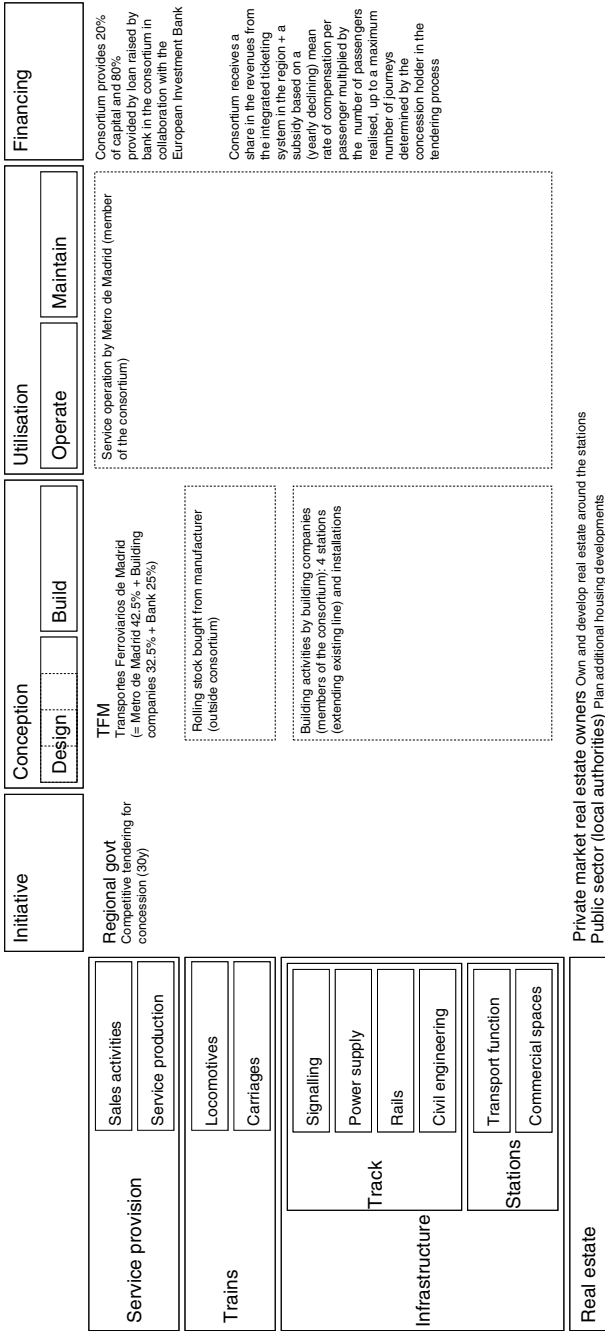 Initiative
Conception
Design
Build
Utilisation
Operate
Maintain
Financing
Service provision
Sales activities
Service production
Trains
Locomotives
Carriages
Infrastructure
Track
Signalling
Power supply
Rails
Civil engineering
Stations
Transport function
Commercial spaces
Real estate
Regional govt
Competitive tendering for
concession (30y)
TFM
Transportes Ferroviarios de Madrid
(= Metro de Madrid 42.5% + Building
companies 32.5% + Bank 25%)
Rolling stock bought from manufacturer
(outside consortium)
Building activities by building companies
(members of the consortium): 4 stations
(extending existing line) and installations
Service operation by Metro de Madrid (member
of the consortium)
Consortium provides 20%
of capital and 80%
provided by loan raised by
bank in the consortium in
collaboration with the
European Investment Bank
Consortium receives a
share in the revenues from
the integrated ticketing
system in the region + a
subsidy based on a
(yearly declining) mean
rate of compensation per
passenger multiplied by
the number of passengers
realised, up to a maximum
number of journeys
determined by the
concession holder in the
tendering process
Private market real estate owners Own and develop real estate around the stations
Public sector (local authorities) Plan additional housing developments